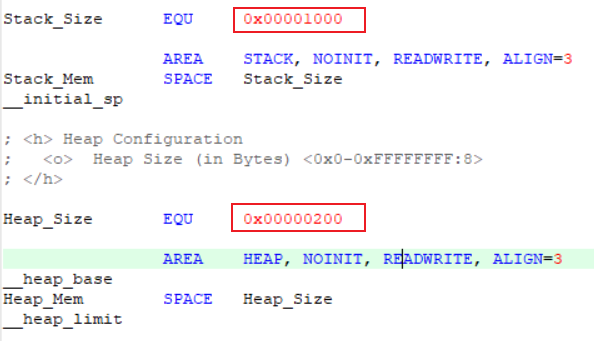 Stack_Size EQU 0x00001000
AREA STACK, NOINIT, READWRITE, ALIGN=3
Stack_Mem SPACE Stack_Size
__initial_sp
; <h> Heap Configuration
; <o> Heap Size (in Bytes) <0x0-0xFFFFFFFF:8>
; </h>
Heap_Size EQU 0x00000200
AREA HEAP, NOINIT, READWRITE, ALIGN=3
__heap_base
Heap_Mem SPACE Heap_Size
__heap_limit